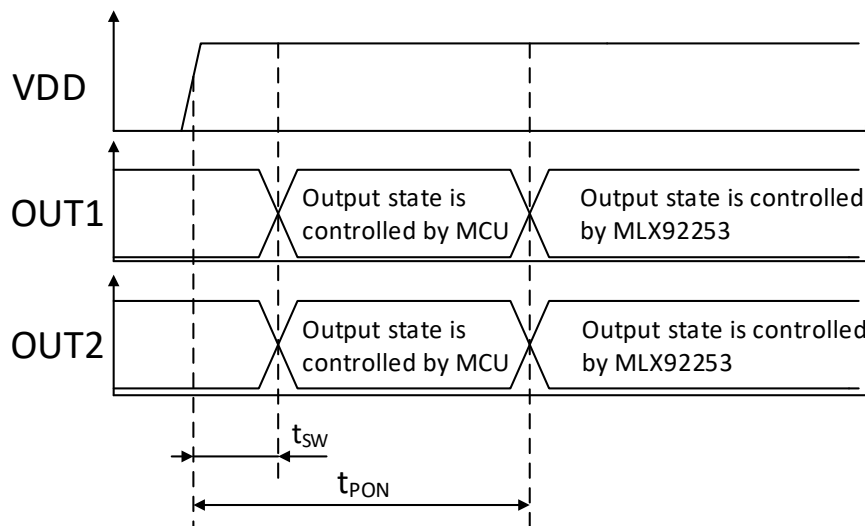 VDD
OUT1
Output state is
controlled by MCU
Output state is controlled
by MLX92253
OUT2
Output state is
controlled by MCU
Output state is controlled
by MLX92253
tSW
tPON